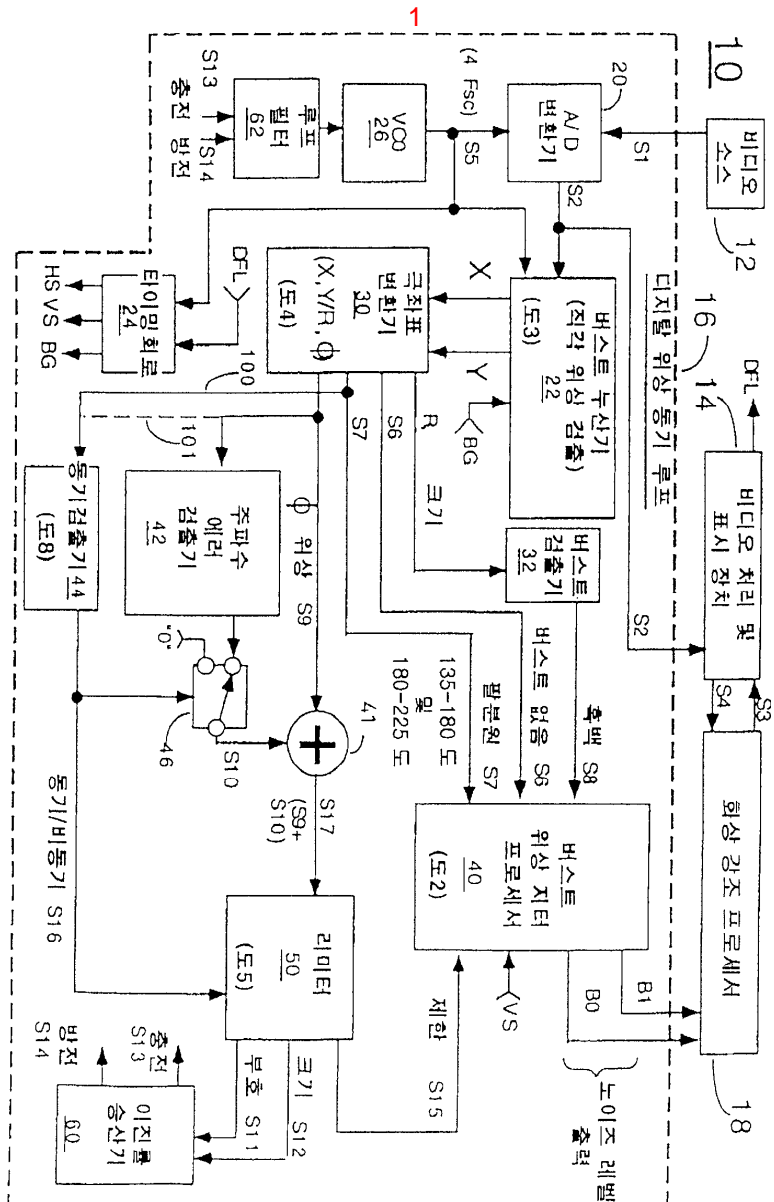 1
10
비디오
소스
12
S1
A/D
변환기
20
S2
(4 Fsc)
S5
VCO
26
루프
필터
62
S13
충전
S14
방전
디지탈 위상 동기 루프
16
버스트 누산기
(직각 위상 검출)
22
(도3)
X
Y
BG
극좌표
변환기
30
(X,Y/R, ϕ)
(도4)
DFL
타이밍회로
24
HS
VS
BG
14
DFL
비디오 처리 및
표시 장치
S2
S3
S4
화상 강조 프로세서
18
버스트
검출기
32
R
크기
S6
S7
100
101
ϕ
위상
S9
흑백
S8
버스트 없음
S6
팔분원
S7
135-180 도
및
180-225 도
버스트
위상 지터
프로세서
40
(도2)
VS
B1
B0
노이즈 레벨
출력
동기검출기
44
(도8)
주파수
에러
검출기
42
"0"
46
S10
41
S17
(S9+
S10)
동기/비동기
S16
리미터
50
(도5)
제한
S15
크기
S12
부호
S11
이진률
승산기
60
충전
S13
방전
S14